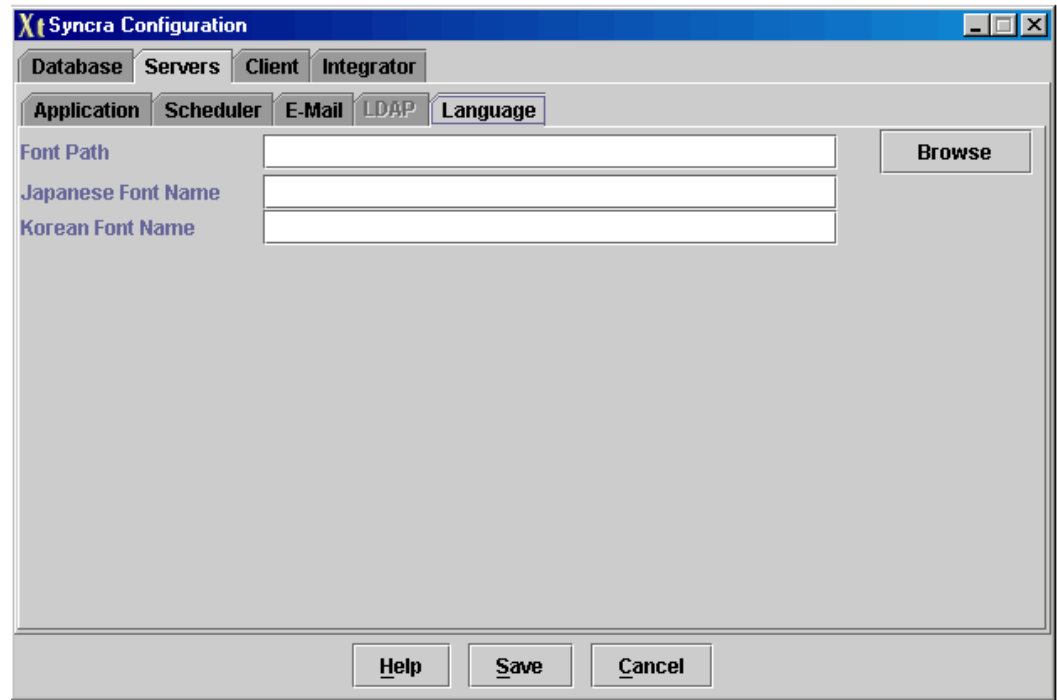 Xt Syncra Configuration
Database Servers Client Integrator
Application Scheduler E-Mail LDAP Language
Font Path Browse
Japanese Font Name
Korean Font Name
Help Save Cancel